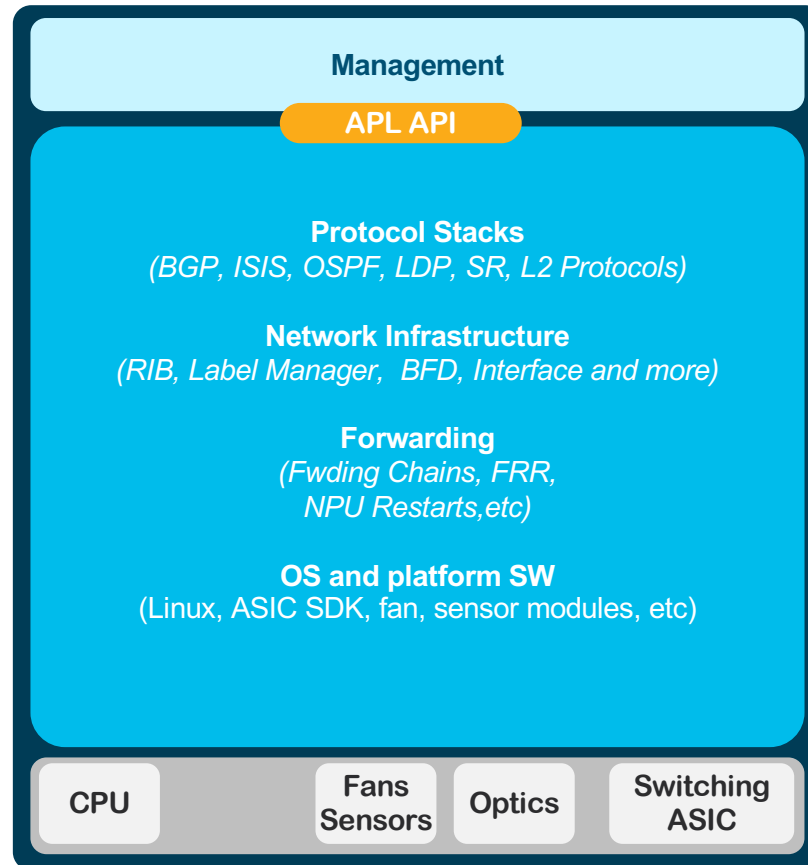 Management
APL API
Protocol Stacks
(BGP, ISIS, OSPF, LDP, SR, L2 Protocols)
Network Infrastructure
(RIB, Label Manager, BFD, Interface and more)
Forwarding
(Fwding Chains, FRR,
NPU Restarts,etc)
OS and platform SW
(Linux, ASIC SDK, fan, sensor modules, etc)
CPU
Fans
Sensors
Optics
Switching
ASIC